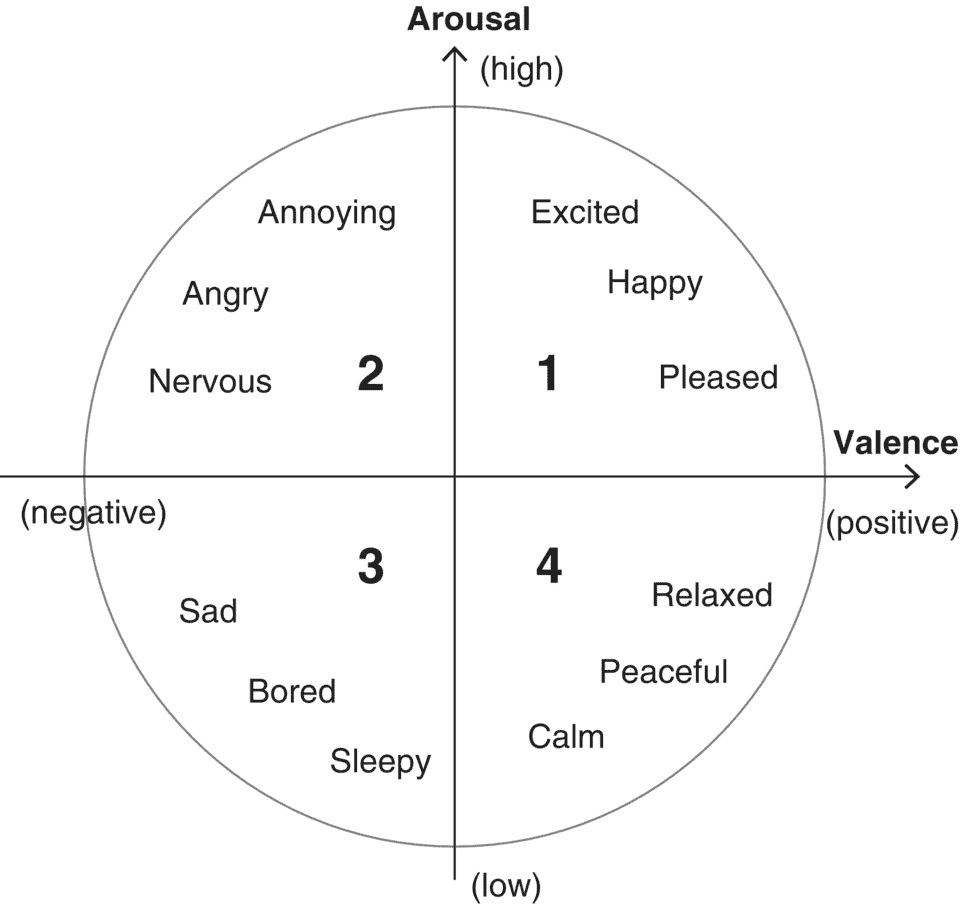 Arousal
(high)
Annoying
Excited
Happy
Angry
2
1
Nervous
Pleased
Valence
(negative)
(positive)
3
4
Relaxed
Sad
Peaceful
Bored
Calm
Sleepy
(low)